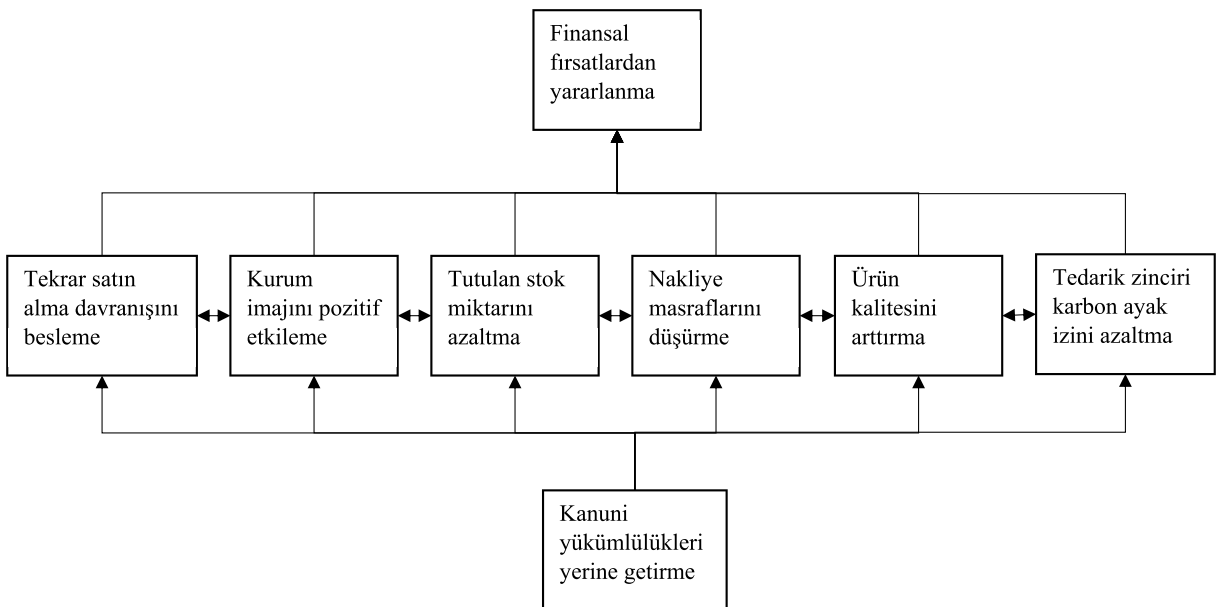 Finansal
fırsatlardan
yararlanma
Tekrar satın
alma davranışını
besleme
Kurum
imajını pozitif
etkileme
Tutulan stok
miktarını
azaltma
Nakliye
masraflarını
düşürme
Ürün
kalitesini
arttırma
Tedarik zinciri
karbon ayak
izini azaltma
Kanuni
yükümlülükleri
yerine getirme